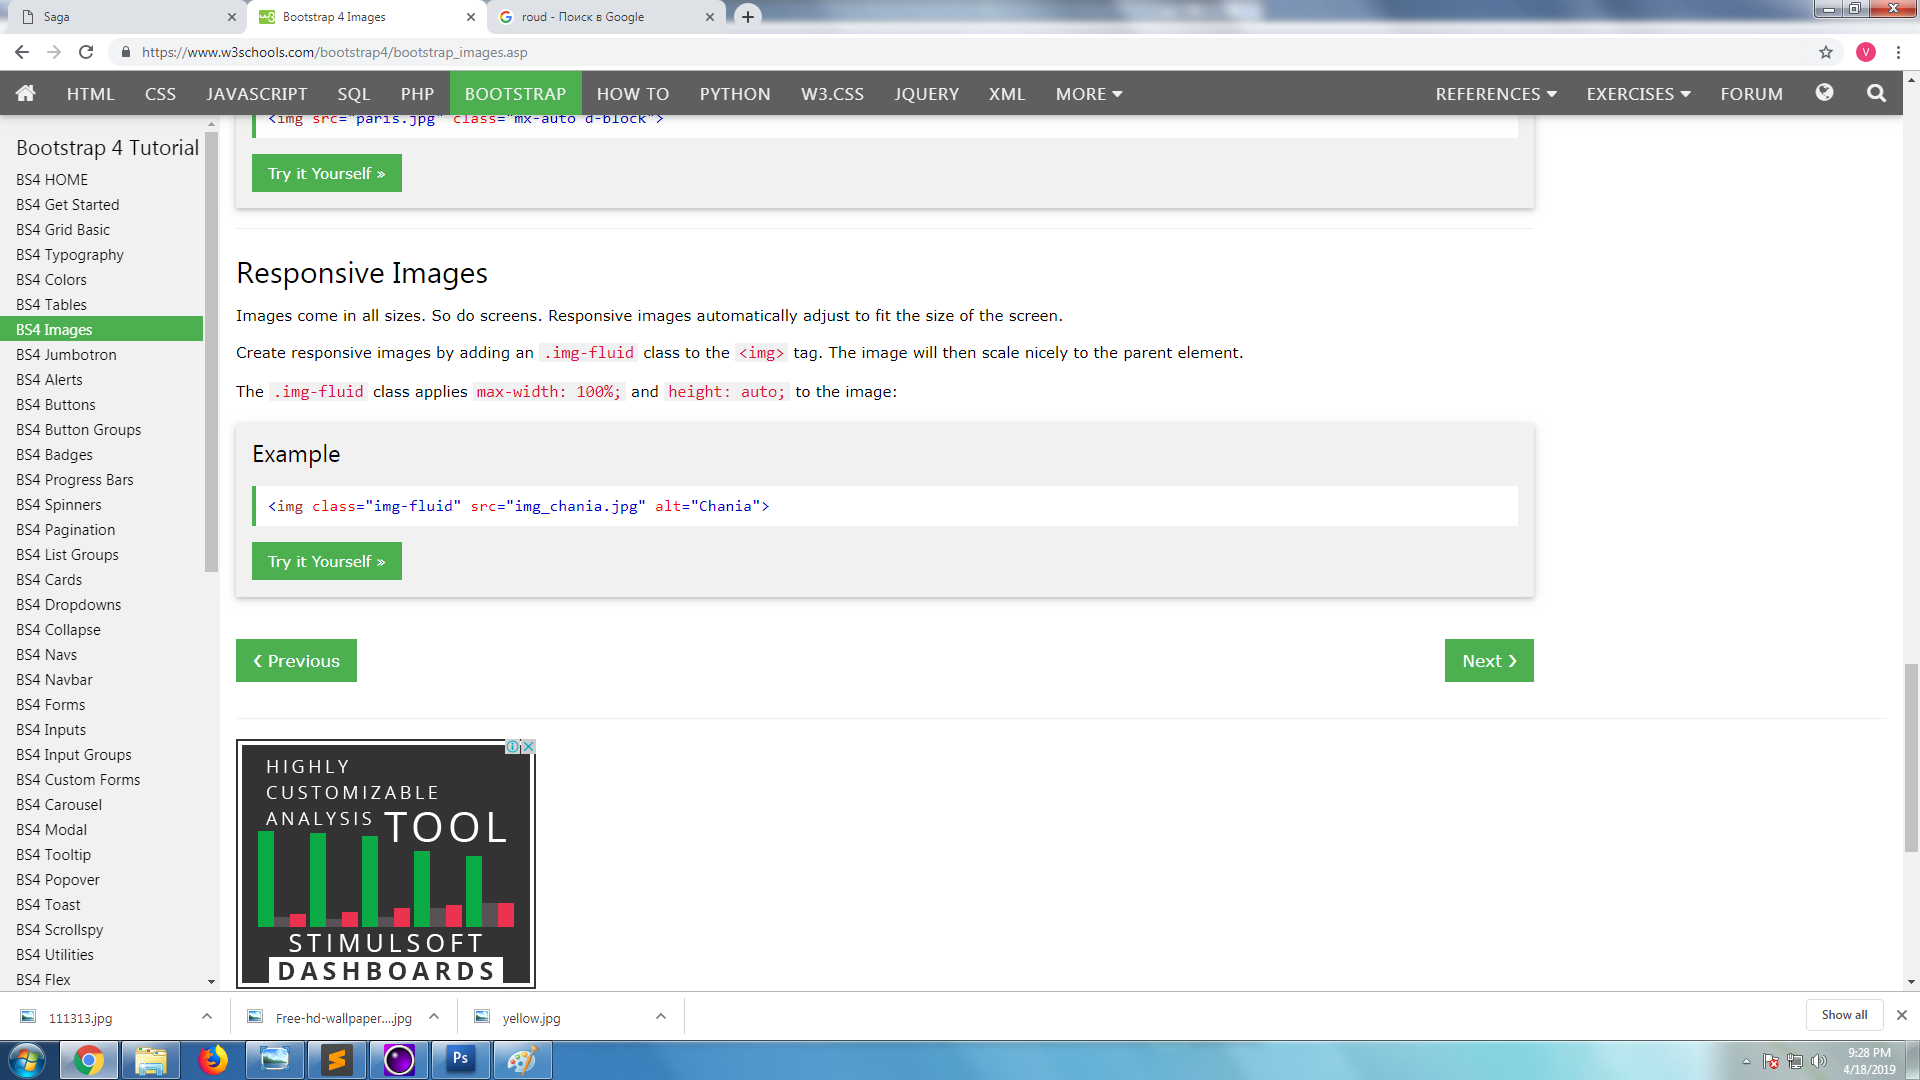 Saga
Bootstrap 4 Images
roud - Поиск в Google
https://www.w3schools.com/bootstrap4/bootstrap_images.asp
V
HTML
CSS
JAVASCRIPT
SQL
PHP
BOOTSTRAP
HOW TO
PYTHON
W3.CSS
JQUERY
XML
MORE
REFERENCES
EXERCISES
FORUM
Bootstrap 4 Tutorial
BS4 HOME
BS4 Get Started
BS4 Grid Basic
BS4 Typography
BS4 Colors
BS4 Tables
BS4 Images
BS4 Jumbotron
BS4 Alerts
BS4 Buttons
BS4 Button Groups
BS4 Badges
BS4 Progress Bars
BS4 Spinners
BS4 Pagination
BS4 List Groups
BS4 Cards
BS4 Dropdowns
BS4 Collapse
BS4 Navs
BS4 Navbar
BS4 Forms
BS4 Inputs
BS4 Input Groups
BS4 Custom Forms
BS4 Carousel
BS4 Modal
BS4 Tooltip
BS4 Popover
BS4 Toast
BS4 Scrollspy
BS4 Utilities
BS4 Flex
<img src="paris.jpg" class="mx-auto d-block">
Try it Yourself »
Responsive Images
Images come in all sizes. So do screens. Responsive images automatically adjust to fit the size of the screen.
Create responsive images by adding an .img-fluid class to the <img> tag. The image will then scale nicely to the parent element.
The .img-fluid class applies max-width: 100%; and height: auto; to the image:
Example
<img class="img-fluid" src="img_chania.jpg" alt="Chania">
Try it Yourself »
❮ Previous
Next ❯
HIGHLY
CUSTOMIZABLE
ANALYSIS TOOL
STIMULSOFT
DASHBOARDS
111313.jpg
Free-hd-wallpaper....jpg
yellow.jpg
Show all
Ps
9:28 PM
4/18/2019